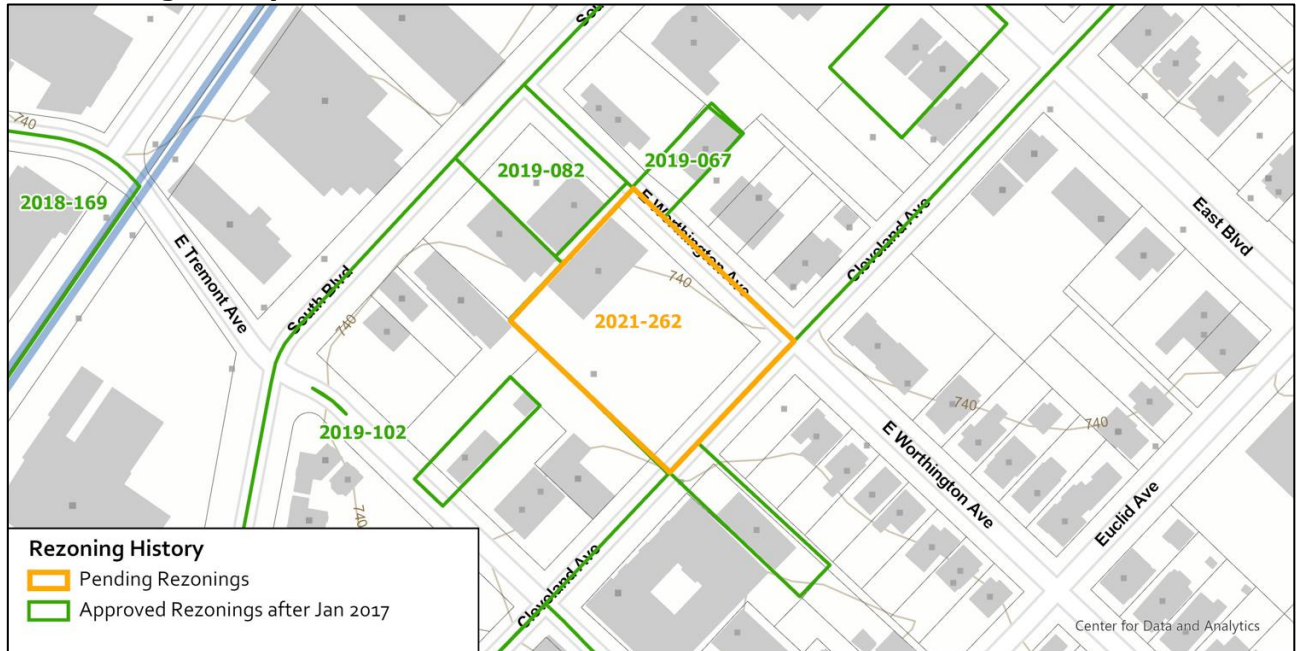 Sou
740
2019-082
2019-067
2018-169
E Tremont Ave
South Blvd
E Worthington Ave
Cleveland Ave
East Blvd
740
2021-262
740
2019-102
740
740
740
E Worthington Ave
Euclid Ave
Cleveland Ave
Rezoning History
Pending Rezonings
Approved Rezonings after Jan 2017
Center for Data and Analytics